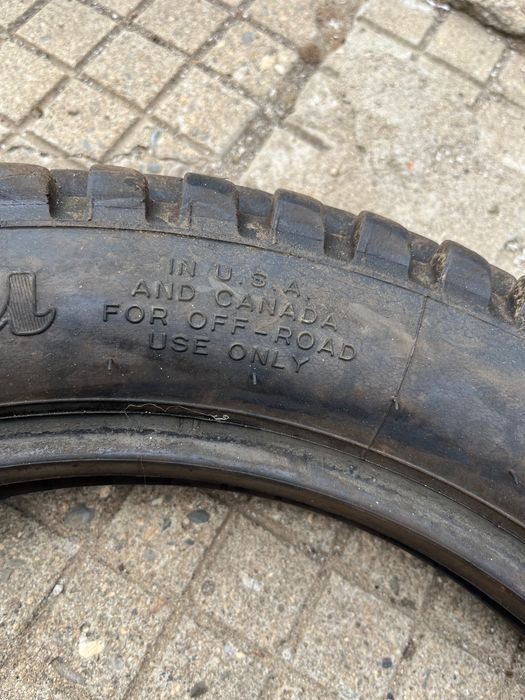 IN U.S.A.
AND CANADA
FOR OFF-ROAD
USE ONLY